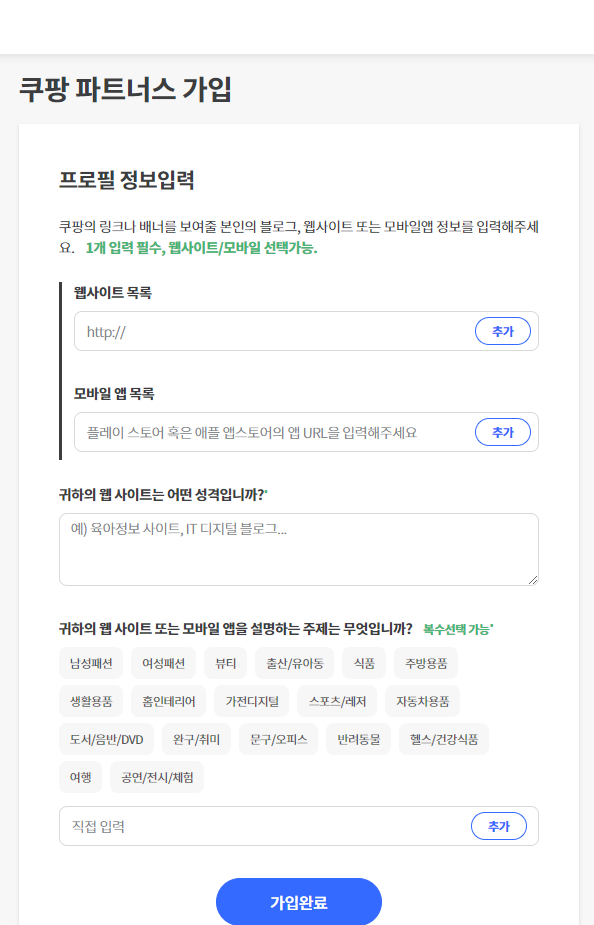 쿠팡 파트너스 가입
프로필 정보입력
쿠팡의 링크나 배너를 보여줄 본인의 블로그, 웹사이트 또는 모바일앱 정보를 입력해주세
요. 1개 입력 필수, 웹사이트/모바일 선택가능.
웹사이트 목록
http:// 추가
모바일 앱 목록
플레이 스토어 혹은 애플 앱스토어의 앱 URL을 입력해주세요 추가
귀하의 웹 사이트는 어떤 성격입니까?*
예) 육아정보 사이트, IT 디지털 블로그...
귀하의 웹 사이트 또는 모바일 앱을 설명하는 주제는 무엇입니까? 복수선택 가능*
남성패션 여성패션 뷰티 출산/유아동 식품 주방용품
생활용품 홈인테리어 가전디지털 스포츠/레저 자동차용품
도서/음반/DVD 완구/취미 문구/오피스 반려동물 헬스/건강식품
여행 공연/전시/체험
직접 입력 추가
가입완료